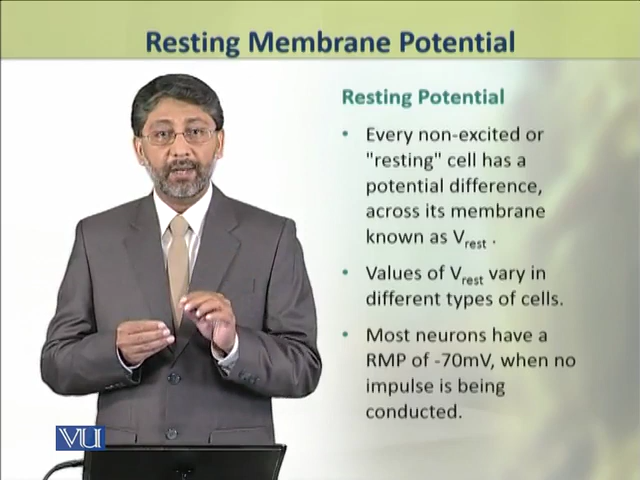 Resting Membrane Potential
Resting Potential
• Every non-excited or
"resting" cell has a
potential difference,
across its membrane
known as Vrest .
• Values of Vrest vary in
different types of cells.
• Most neurons have a
RMP of -70mV, when no
impulse is being
conducted.
VU